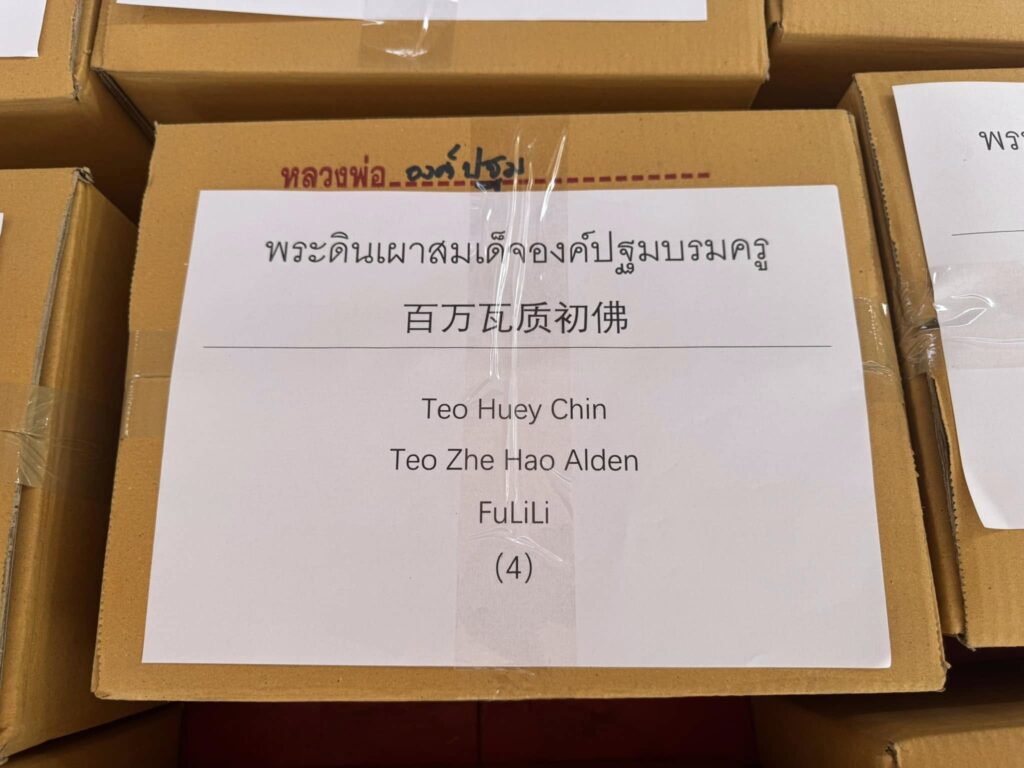 หลวงพ่อ องค์ปฐม
พระดินเผาสมเด็จองค์ปฐมบรมครู
百万瓦质初佛
Teo Huey Chin
Teo Zhe Hao Alden
FuLiLi
(4)